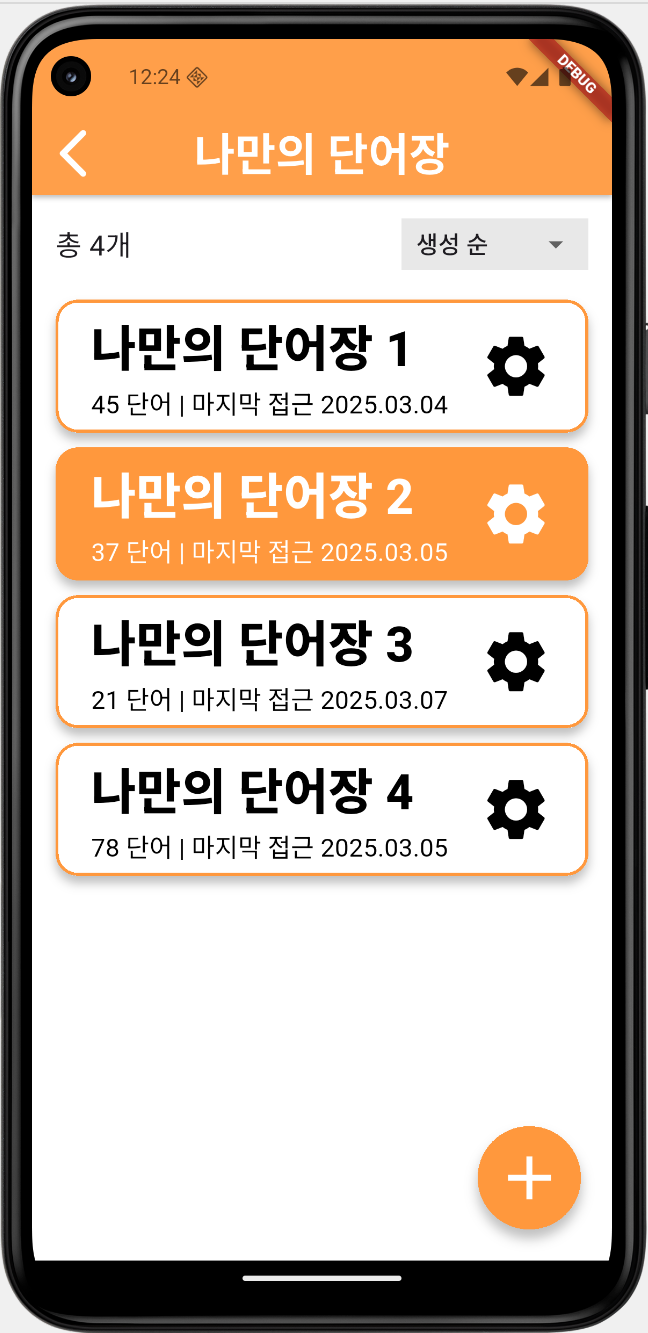 12:24
DEBUG
나만의 단어장
총 4개
생성 순
나만의 단어장 1
45 단어 | 마지막 접근 2025.03.04
나만의 단어장 2
37 단어 | 마지막 접근 2025.03.05
나만의 단어장 3
21 단어 | 마지막 접근 2025.03.07
나만의 단어장 4
78 단어 | 마지막 접근 2025.03.05